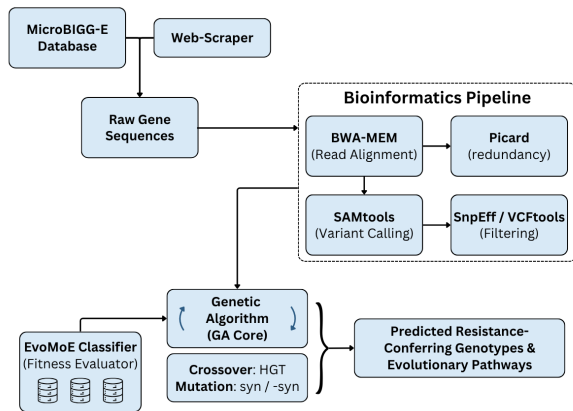 MicroBIGG-E
Database
Web-Scraper
Raw Gene
Sequences
Bioinformatics Pipeline
BWA-MEM
(Read Alignment)
Picard
(redundancy)
SAMtools
(Variant Calling)
SnpEff / VCFtools
(Filtering)
Genetic
Algorithm
(GA Core)
EvoMoE Classifier
(Fitness Evaluator)
Crossover: HGT
Mutation: syn / -syn
Predicted Resistance-
Conferring Genotypes &
Evolutionary Pathways